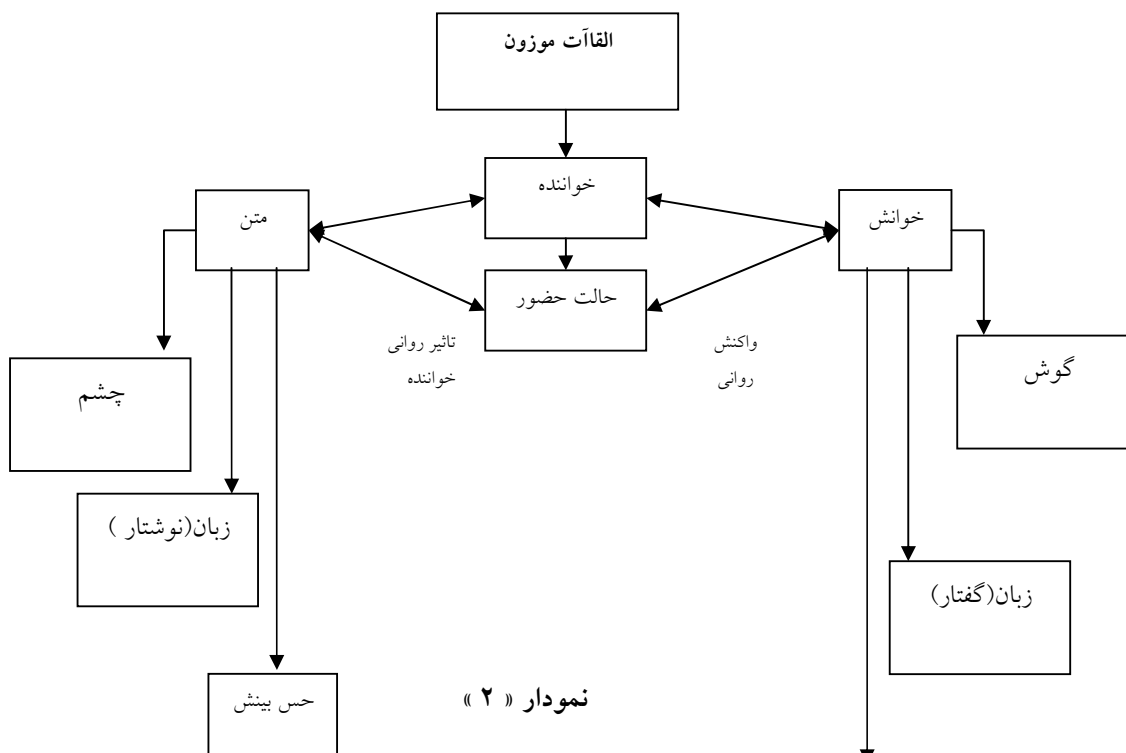 القاآت موزون
خواننده
خوانش
متن
حالت حضور
واکنش
روانی
تاثیر روانی
خواننده
گوش
چشم
زبان(نوشتار )
زبان(گفتار)
حس بینش
نمودار « ۲ »